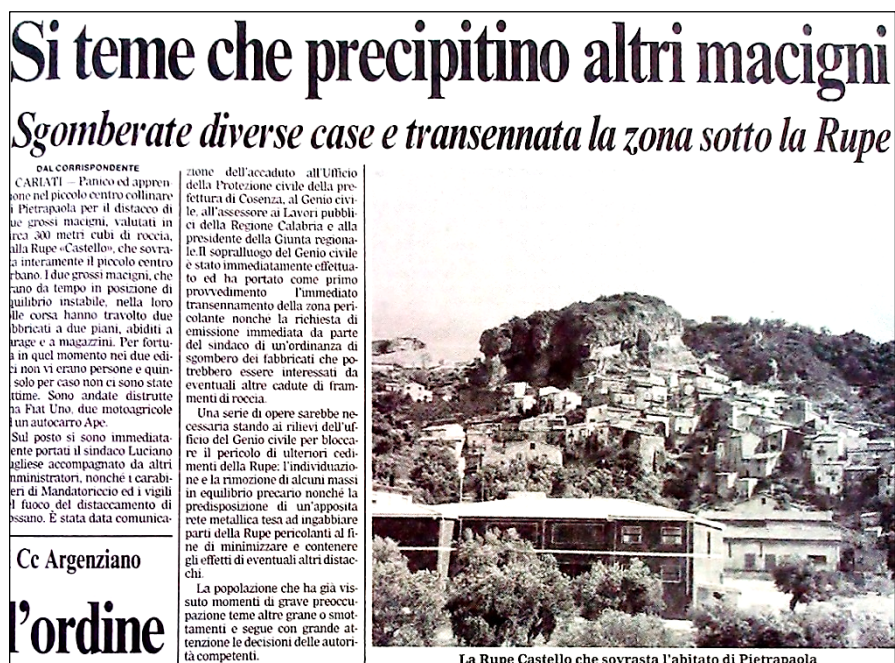 Si teme che precipitino altri macigni
Sgomberate diverse case e transennata la zona sotto la Rupe
DAL CORRISPONDENTE
CARIATI — Panico ed appren-
one nel piccolo centro collinare
i Pietrapaola per il distacco di
ue grossi macigni, valutati in
rca 300 metri cubi di roccia,
alla Rupe «Castello», che sovra-
a interamente il piccolo centro
rbano. I due grossi macigni, che
rano da tempo in posizione di
quilibrio instabile, nella loro
lle corsa hanno travolto due
bbricati a due piani, abiditi a
arage e a magazzini. Per fortu-
a in quel momento nei due edi-
ci non vi erano persone e quin-
solo per caso non ci sono state
ttime. Sono andate distrutte
na Fiat Uno, due motoagricole
d un autocarro Ape.
Sul posto si sono immediata-
ente portati il sindaco Luciano
ugliese accompagnato da altri
mministratori, nonché i carabi-
eri di Mandatoriccio ed i vigili
el fuoco del distaccamento di
ossano. È stata data comunica-
Cc Argenziano
l'ordine
zione dell'accaduto all'Ufficio
della Protezione civile della pre-
fettura di Cosenza, al Genio civi-
le, all'assessore ai Lavori pubbli-
ci della Regione Calabria e alla
presidente della Giunta regiona-
le.Il sopralluogo del Genio civile
è stato immediatamente effettua-
to ed ha portato come primo
provvedimento l'immediato
transennamento della zona peri-
colante nonché la richiesta di
emissione immediata da parte
del sindaco di un'ordinanza di
sgombero dei fabbricati che po-
trebbero essere interessati da
eventuali altre cadute di fram-
menti di roccia.
Una serie di opere sarebbe ne-
cessaria stando ai rilievi dell'uf-
ficio del Genio civile per blocca-
re il pericolo di ulteriori cedi-
menti della Rupe: l'individuazio-
ne e la rimozione di alcuni massi
in equilibrio precario nonché la
predisposizione di un'apposita
rete metallica tesa ad ingabbiare
parti della Rupe pericolanti al fi-
ne di minimizzare e contenere
gli effetti di eventuali altri distac-
chi.
La popolazione che ha già vis-
suto momenti di grave preoccu-
pazione teme altre grane o smot-
tamenti e segue con grande at-
tenzione le decisioni delle autori-
tà competenti.
La Rupe Castello che sovrasta l'abitato di Pietrapaola